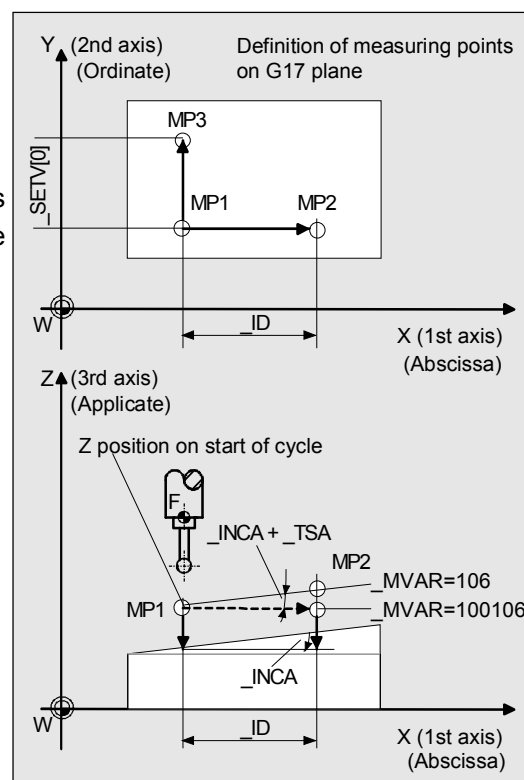 Y (2nd axis)
(Ordinate)
Definition of measuring points
on G17 plane
MP3
_SETV[0]
s
e
MP1
MP2
W
_ID
X (1st axis)
(Abscissa)
Z (3rd axis)
(Applicate)
Z position on start of cycle
F
_INCA + _TSA
MP2
_MVAR=106
MP1
_MVAR=100106
_INCA
W
_ID
X (1st axis)
(Abscissa)